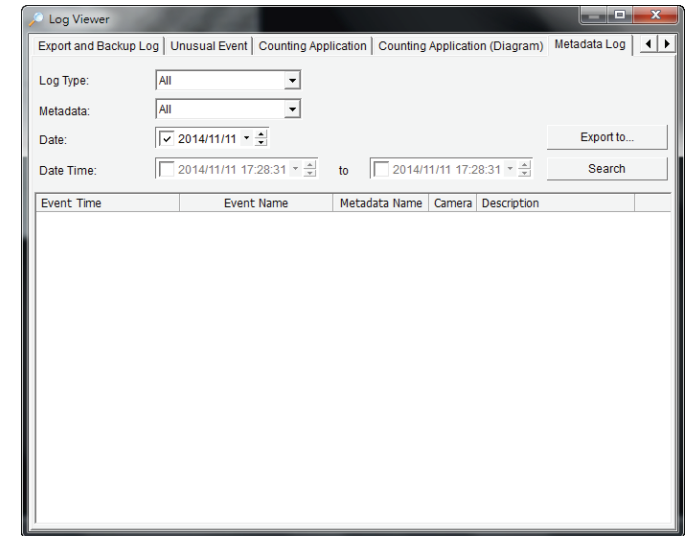 Log Viewer
Export and Backup Log Unusual Event Counting Application Counting Application (Diagram) Metadata Log
Log Type: All
Metadata: All
Date: 2014/11/11 Export to...
Date Time: 2014/11/11 17:28:31 to 2014/11/11 17:28:31 Search
Event Time Event Name Metadata Name Camera Description